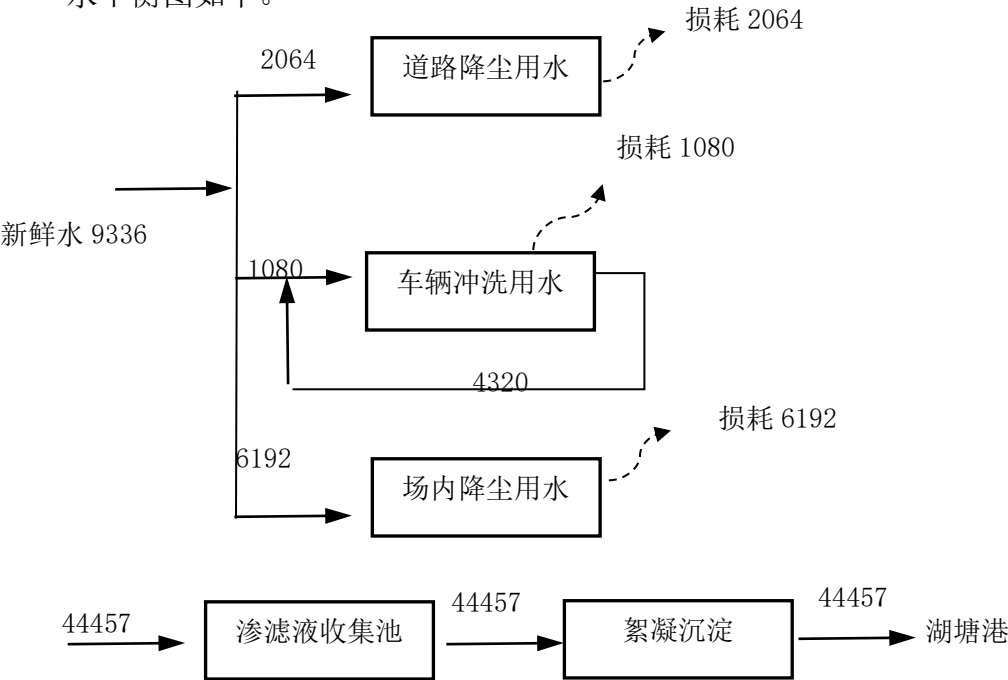 水平衡图如下。
损耗 2064
2064
道路降尘用水
损耗 1080
新鲜水 9336
1080
车辆冲洗用水
4320
损耗 6192
6192
场内降尘用水
44457
渗滤液收集池
44457
絮凝沉淀
44457
湖塘港